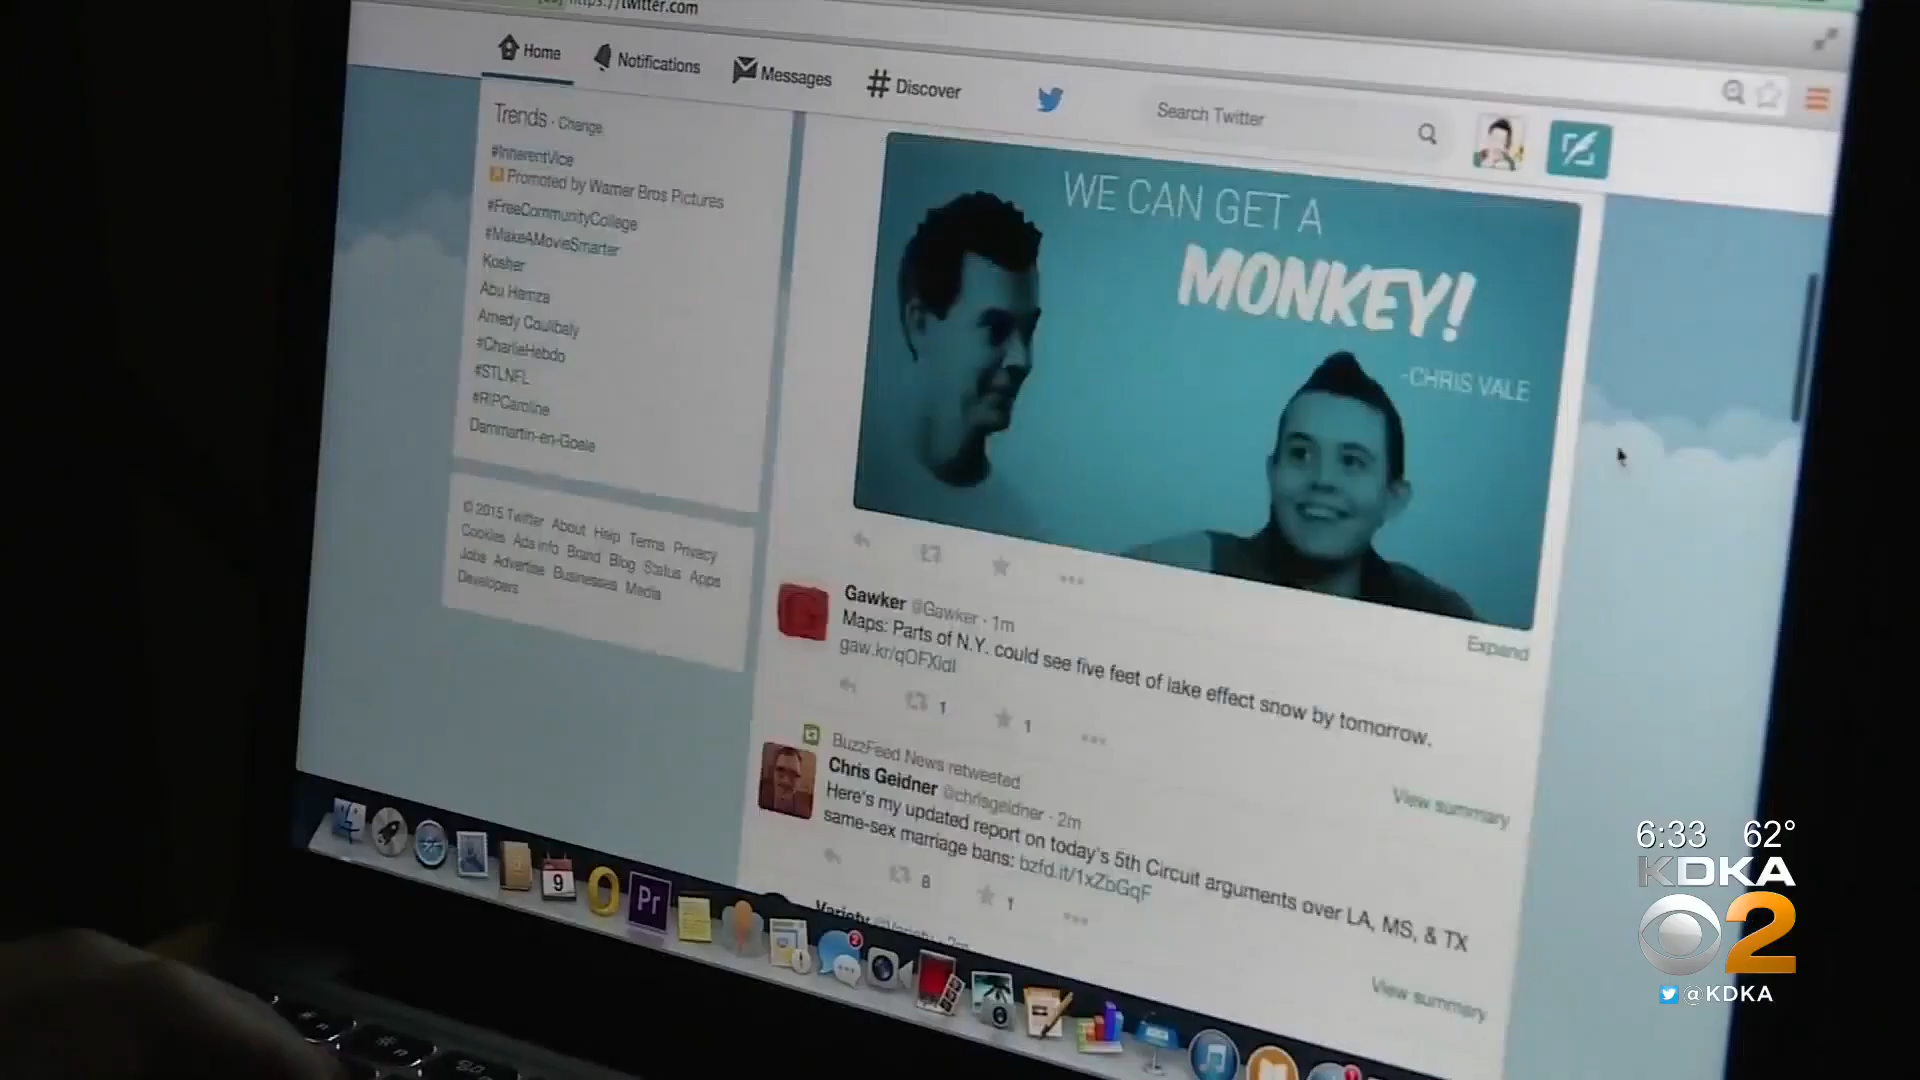 https://twitter.com
Home
Notifications
Messages
# Discover
Search Twitter
Trends · Change
#InherentVice
Promoted by Warner Bros Pictures
#FreeCommunityCollege
#MakeAMovieSmarter
Kosher
Abu Hamza
Amedy Coulibaly
#CharlieHebdo
#STLNFL
#RIPCaroline
Dammartin-en-Goele
© 2015 Twitter About Help Terms Privacy
Cookies Ads info Brand Blog Status Apps
Jobs Advertise Businesses Media
Developers
WE CAN GET A
MONKEY!
-CHRIS VALE
Expand
Gawker @Gawker · 1m
Maps: Parts of N.Y. could see five feet of lake effect snow by tomorrow.
1
1
View summary
BuzzFeed News retweeted
Chris Geidner @chrisgeidner · 2m
Here's my updated report on today's 5th Circuit arguments over LA, MS, & TX
same-sex marriage bans: bzfd.it/1xZbGqF
8
1
View summary
Variety @Variety · 2m
9
Pr
2
6:33 62°
KDKA
2
@KDKA